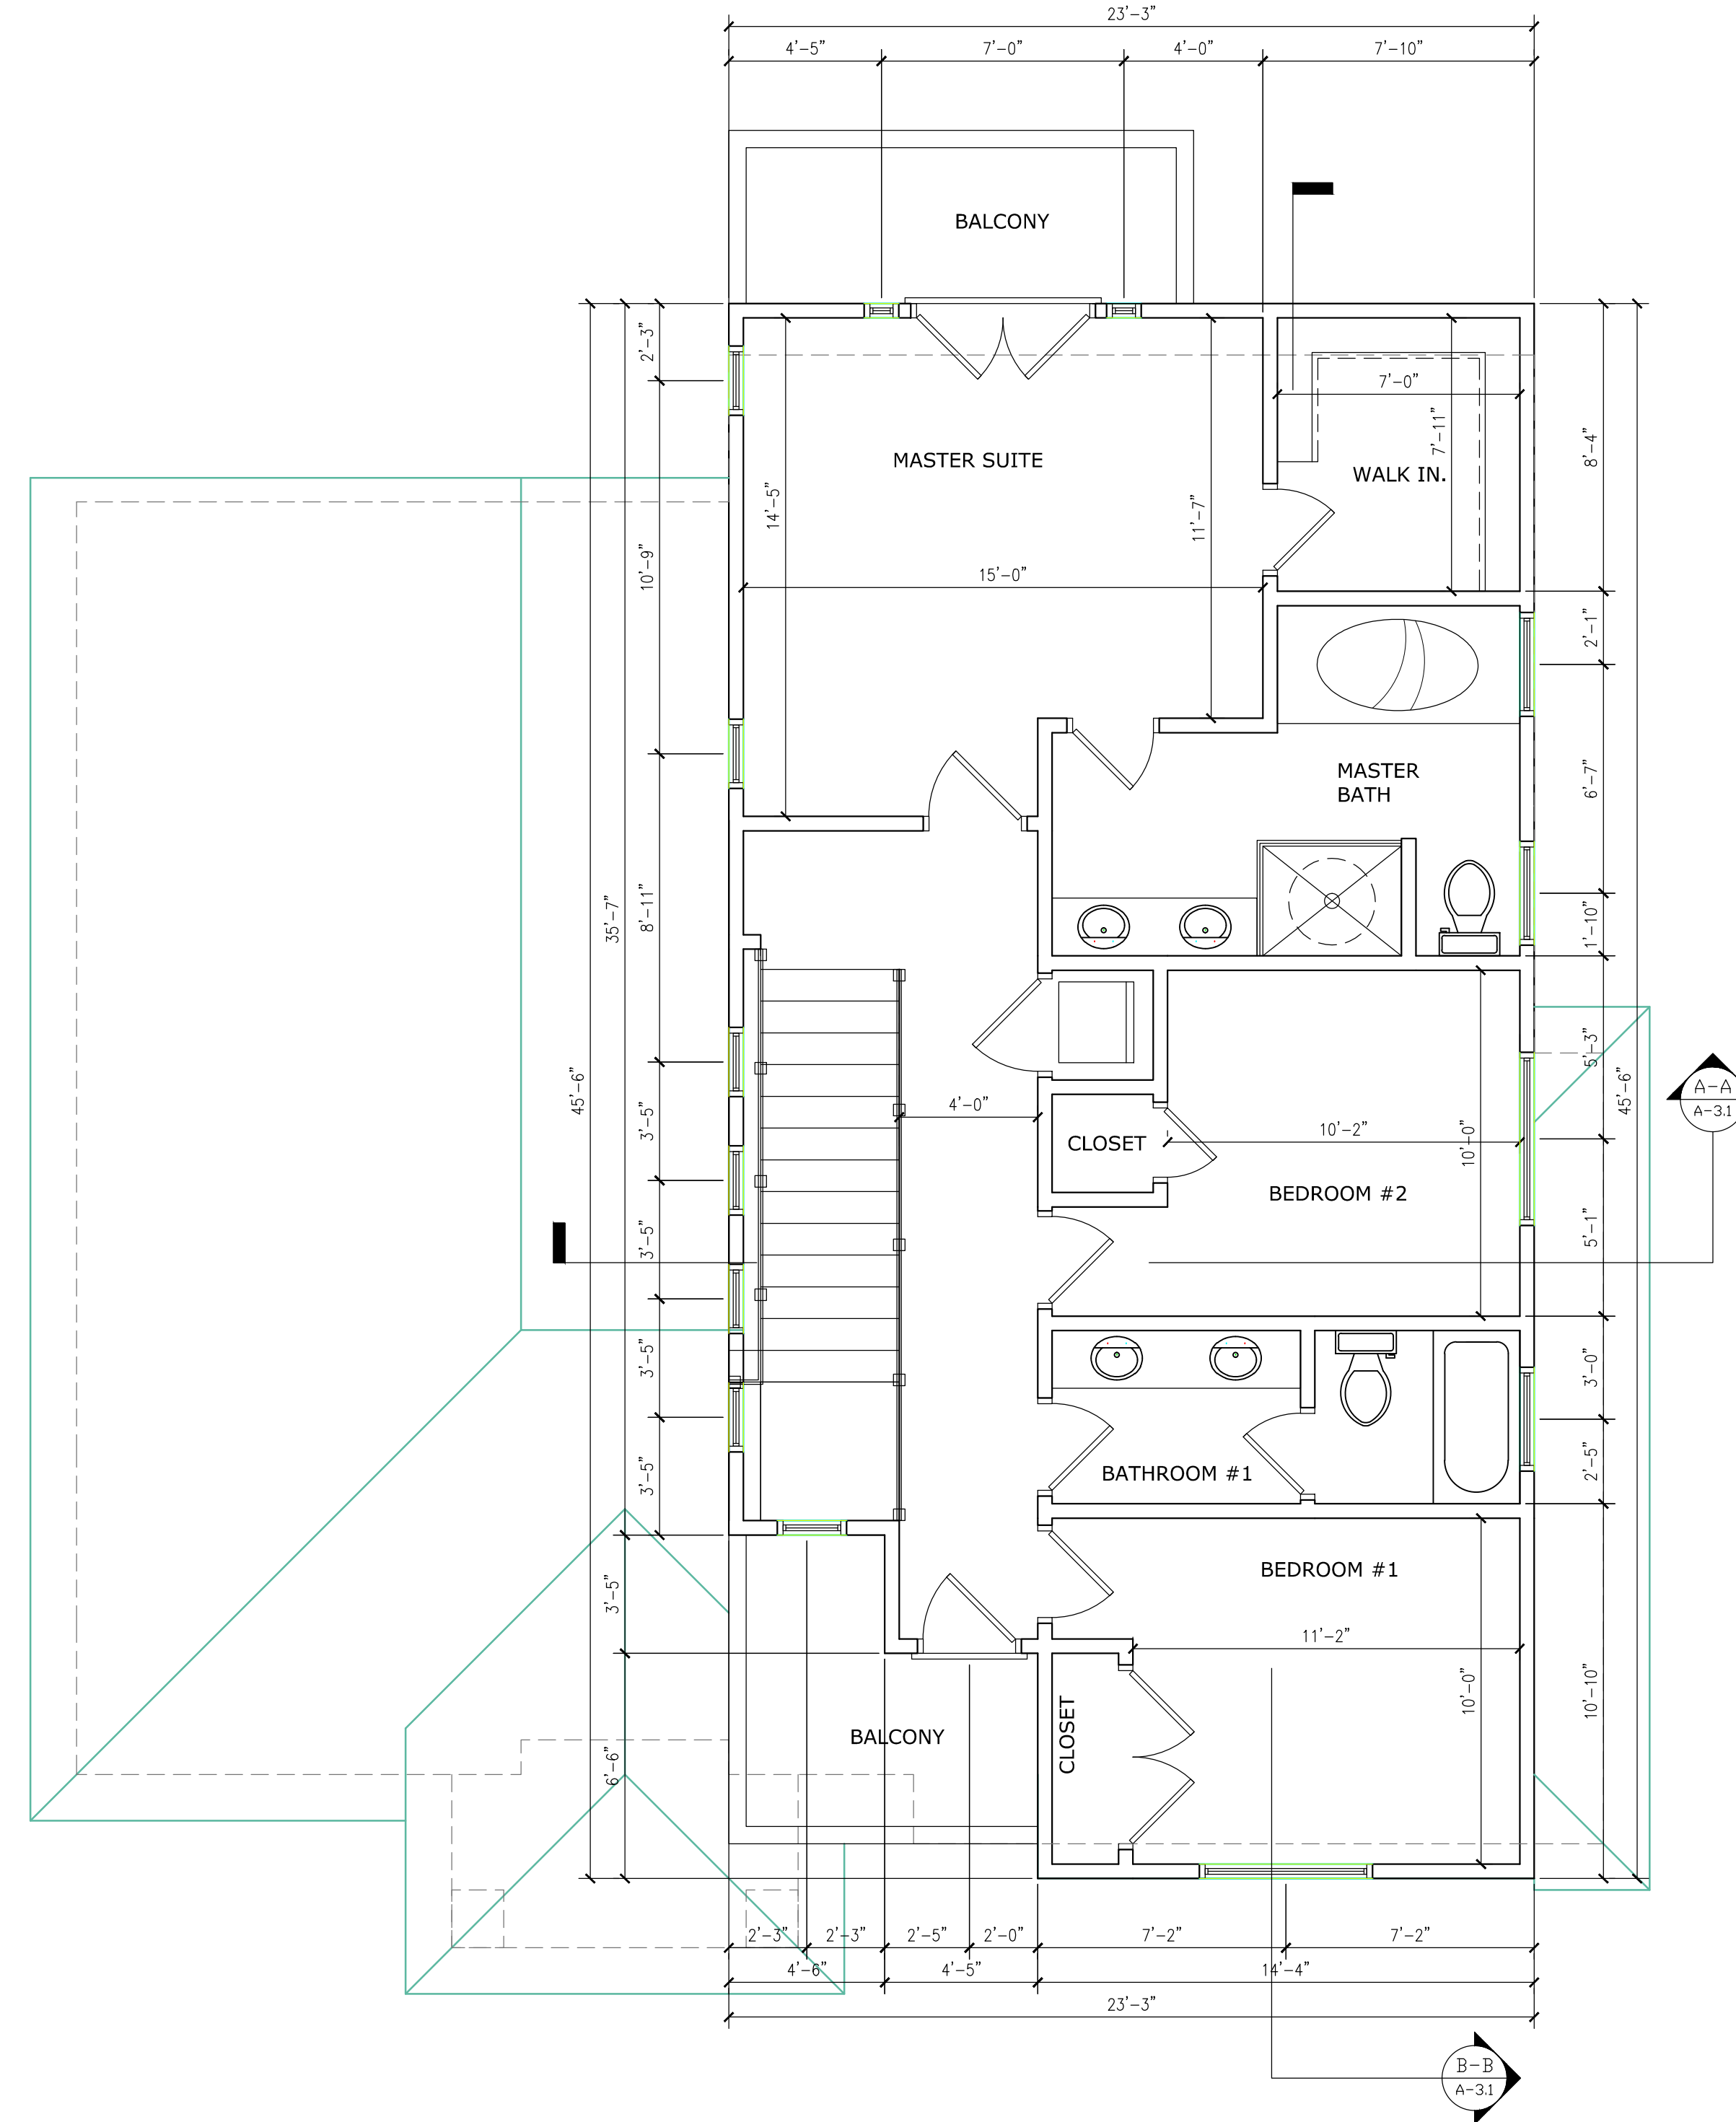 23'-3"
4'-5" 7'-0" 4'-0" 7'-10"
BALCONY
2'-3"
7'-0"
7'-11"
8'-4"
MASTER SUITE
WALK IN.
14'-5"
11'-7"
10'-9"
15'-0"
2'-1"
MASTER
BATH
6'-7"
35'-7"
8'-11"
1'-10"
45'-6"
3'-5"
4'-0"
CLOSET
10'-2"
10'-0"
5'-3"
45'-6"
A-A
A-3.1
BEDROOM #2
3'-5"
5'-1"
3'-5"
3'-0"
3'-5"
BATHROOM #1
2'-5"
BEDROOM #1
3'-5"
11'-2"
10'-0"
10'-10"
BALCONY
CLOSET
6'-6"
2'-3" 2'-3" 2'-5" 2'-0" 7'-2" 7'-2"
4'-6" 4'-5" 14'-4"
23'-3"
B-B
A-3.1